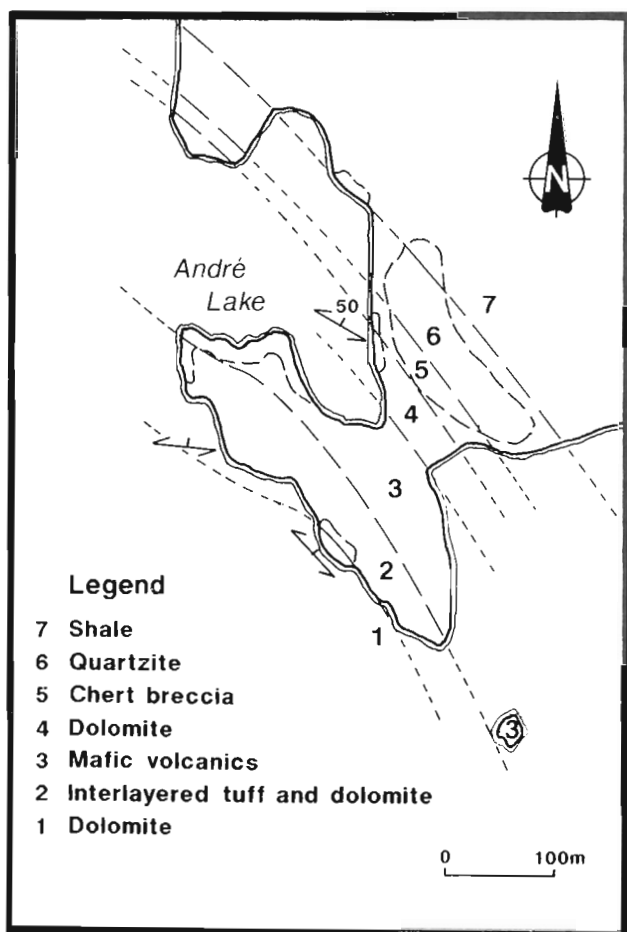 N
André
Lake
50
7
6
5
4
3
2
1
3
Legend
7 Shale
6 Quartzite
5 Chert breccia
4 Dolomite
3 Mafic volcanics
2 Interlayered tuff and dolomite
1 Dolomite
0 100m